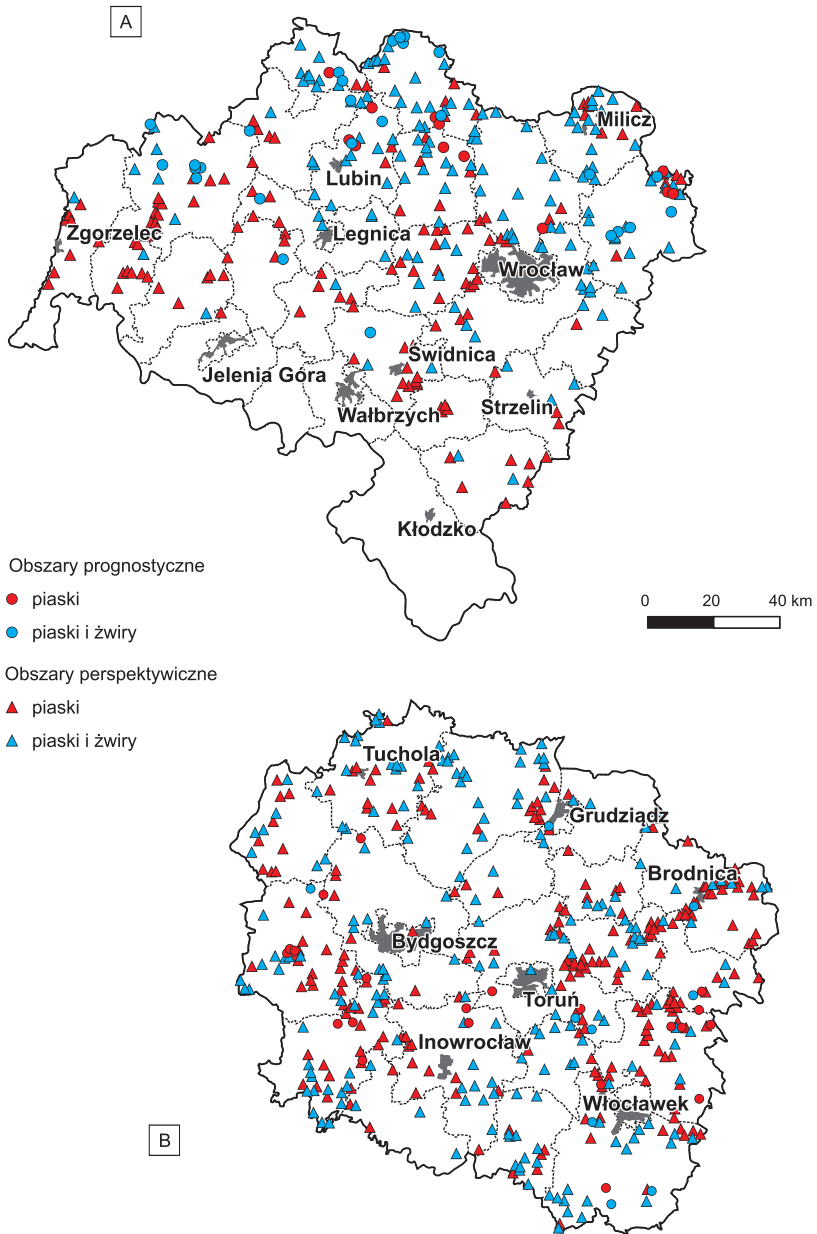 A
Milicz
Lubin
Zgorzelec
Legnica
Wrocław
Świdnica
Jelenia Góra
Wałbrzych
Strzelin
Kłodzko
Obszary prognostyczne
piaski
piaski i żwiry
0 20 40 km
Obszary perspektywiczne
piaski
piaski i żwiry
Tuchola
Grudziądz
Brodnica
Bydgoszcz
Toruń
Inowrocław
Włocławek
B